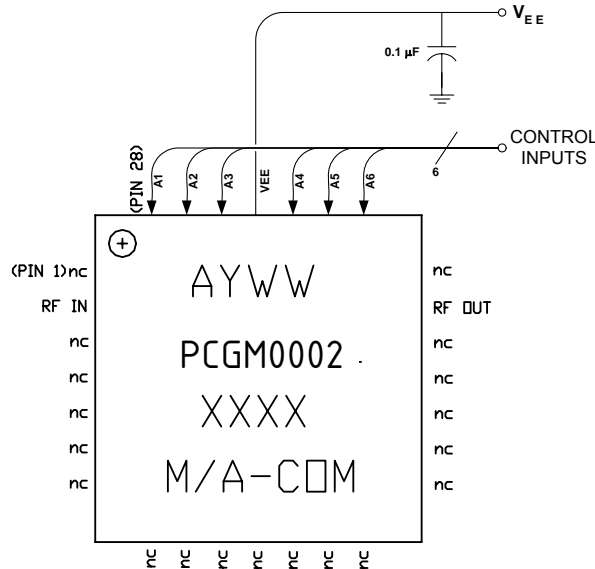 V_EE
0.1 µF
CONTROL
INPUTS
6
(PIN 28)
A1
A2
A3
VEE
A4
A5
A6
(PIN 1) nc
nc
RF IN
RF OUT
nc
nc
nc
nc
nc
nc
nc
nc
nc
nc
AYWW
PCGM0002
XXXX
M/A-COM
nc
nc
nc
nc
nc
nc
nc